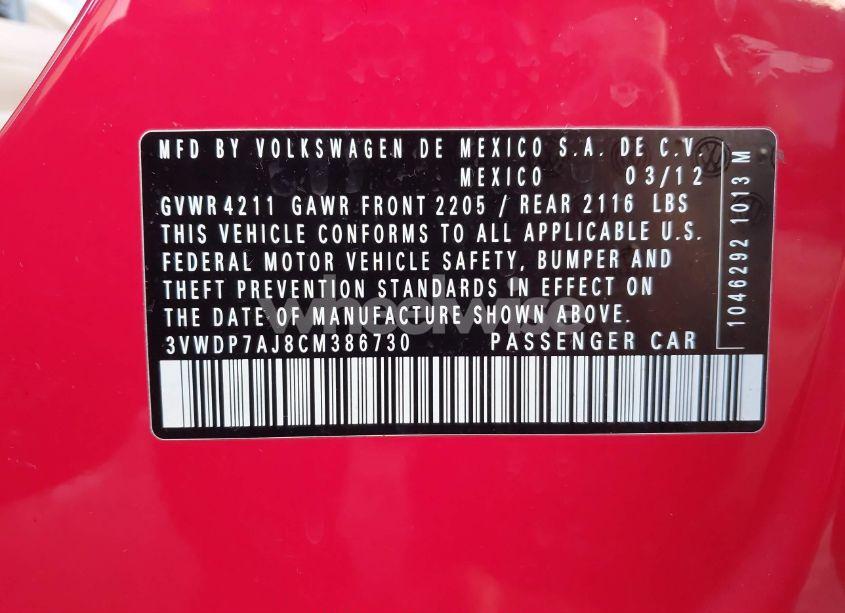 MFD BY VOLKSWAGEN DE MEXICO S.A. DE C.V.
MEXICO 03/12
GVWR 4211 GAWR FRONT 2205 / REAR 2116 LBS
THIS VEHICLE CONFORMS TO ALL APPLICABLE U.S.
FEDERAL MOTOR VEHICLE SAFETY, BUMPER AND
THEFT PREVENTION STANDARDS IN EFFECT ON
THE DATE OF MANUFACTURE SHOWN ABOVE.
3VWDP7AJ8CM386730 PASSENGER CAR
1046292 1013 M
wheelwise